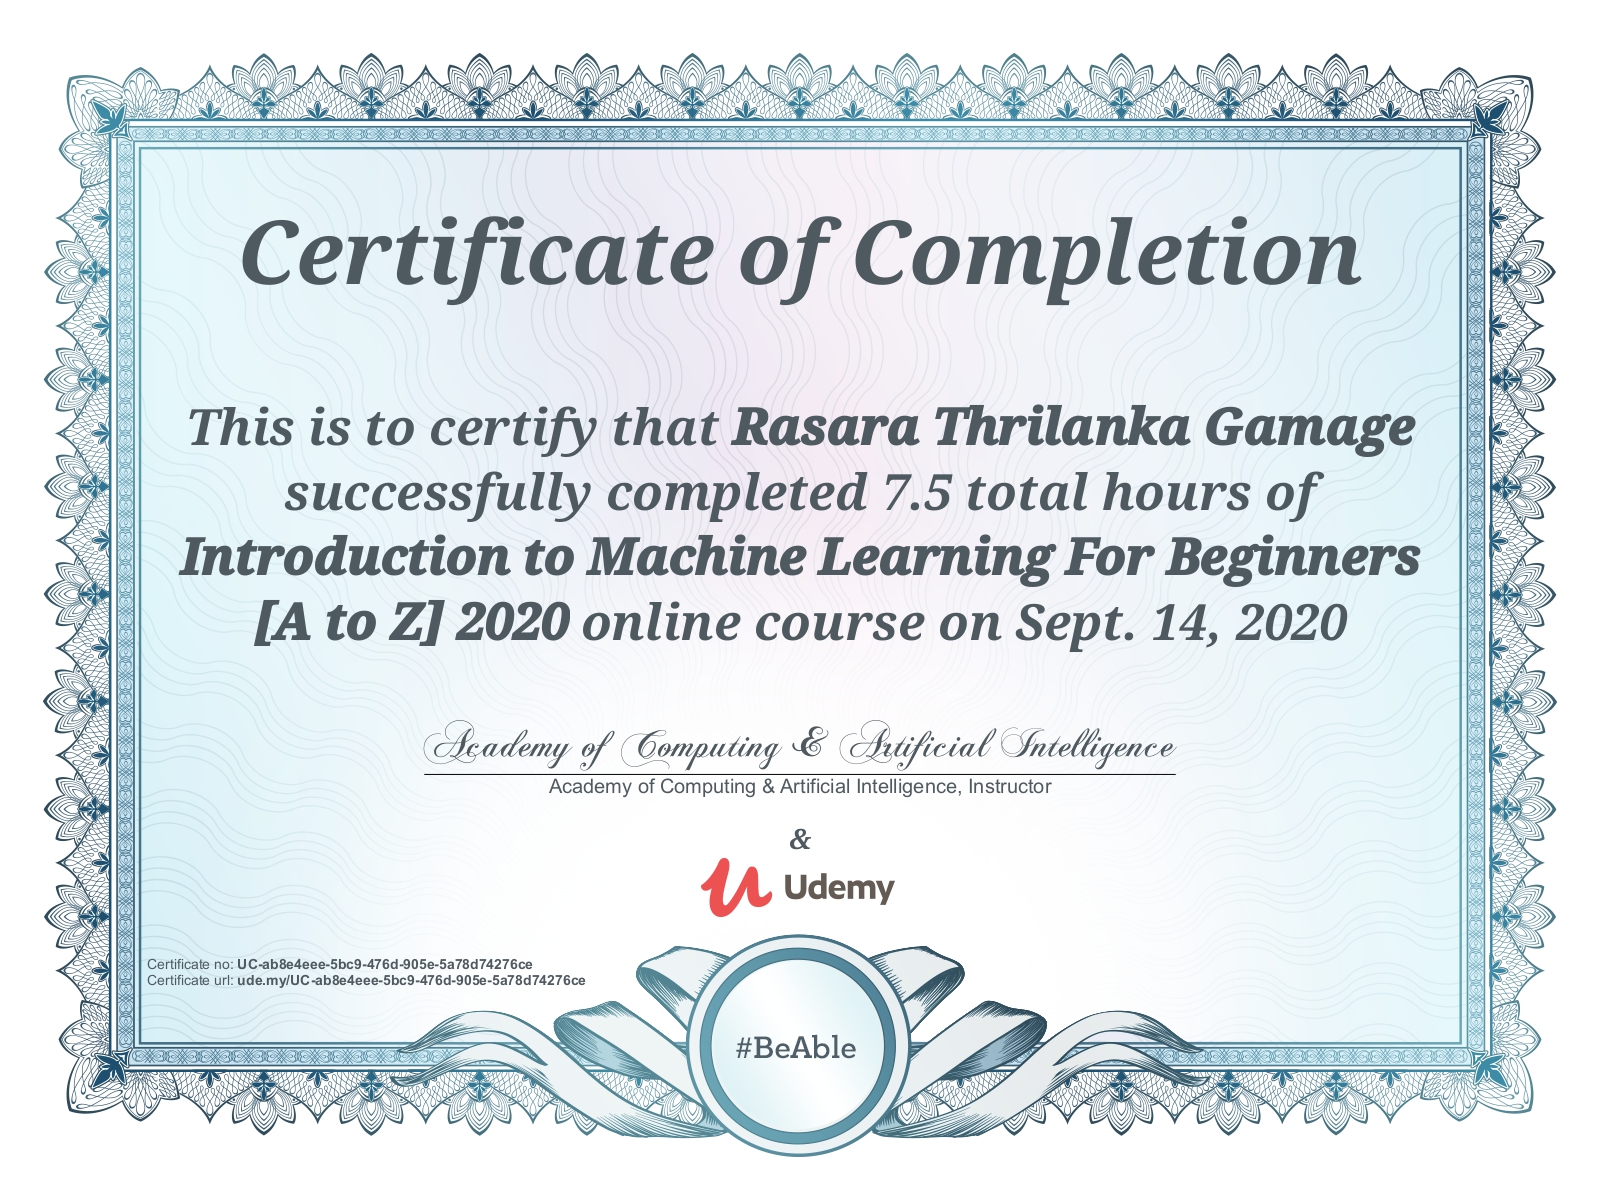 Certificate of Completion
This is to certify that Rasara Thrilanka Gamage
successfully completed 7.5 total hours of
Introduction to Machine Learning For Beginners
[A to Z] 2020 online course on Sept. 14, 2020
Academy of Computing & Artificial Intelligence
Academy of Computing & Artificial Intelligence, Instructor
&
Udemy
Certificate no: UC-ab8e4eee-5bc9-476d-905e-5a78d74276ce
Certificate url: ude.my/UC-ab8e4eee-5bc9-476d-905e-5a78d74276ce
#BeAble